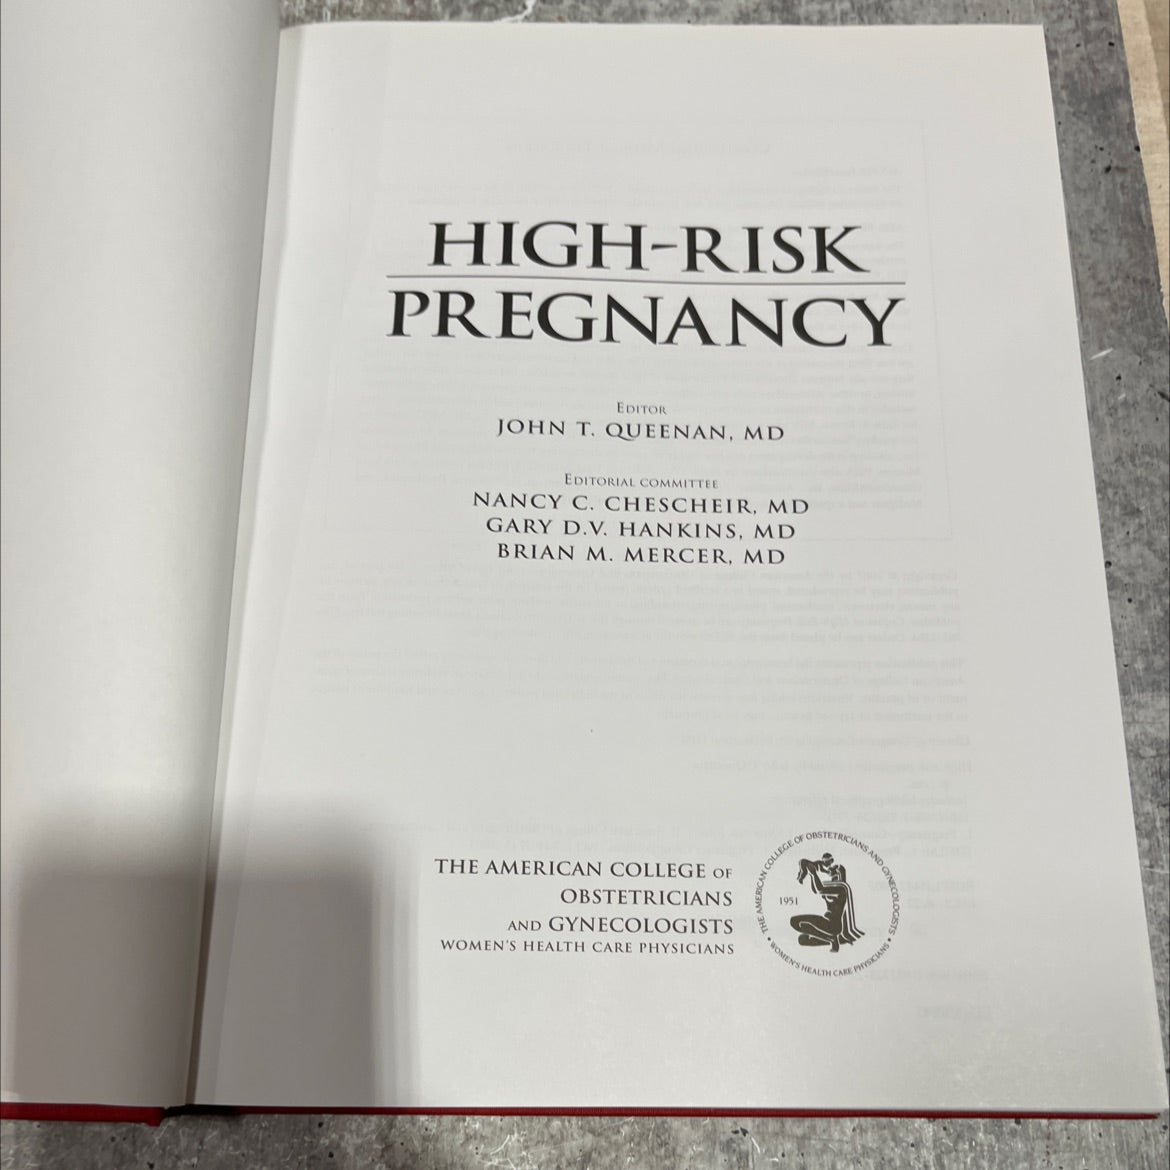 HIGH-RISK
PREGNANCY
EDITOR
JOHN T. QUEENAN, MD
EDITORIAL COMMITTEE
NANCY C. CHESCHEIR, MD
GARY D.V. HANKINS, MD
BRIAN M. MERCER, MD
THE AMERICAN COLLEGE OF
OBSTETRICIANS
AND GYNECOLOGISTS
WOMEN'S HEALTH CARE PHYSICIANS
THE AMERICAN COLLEGE OF OBSTETRICIANS AND GYNECOLOGISTS
1951
WOMEN'S HEALTH CARE PHYSICIANS